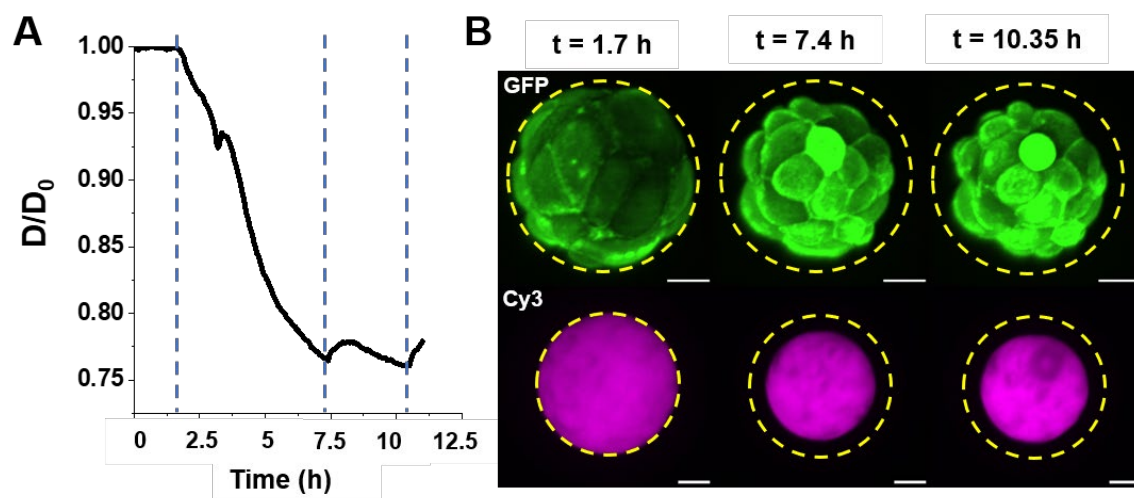 A
B
t = 1.7 h
t = 7.4 h
t = 10.35 h
GFP
Cy3
D/D₀
1.00
0.95
0.90
0.85
0.80
0.75
0
2.5
5
7.5
10
12.5
Time (h)